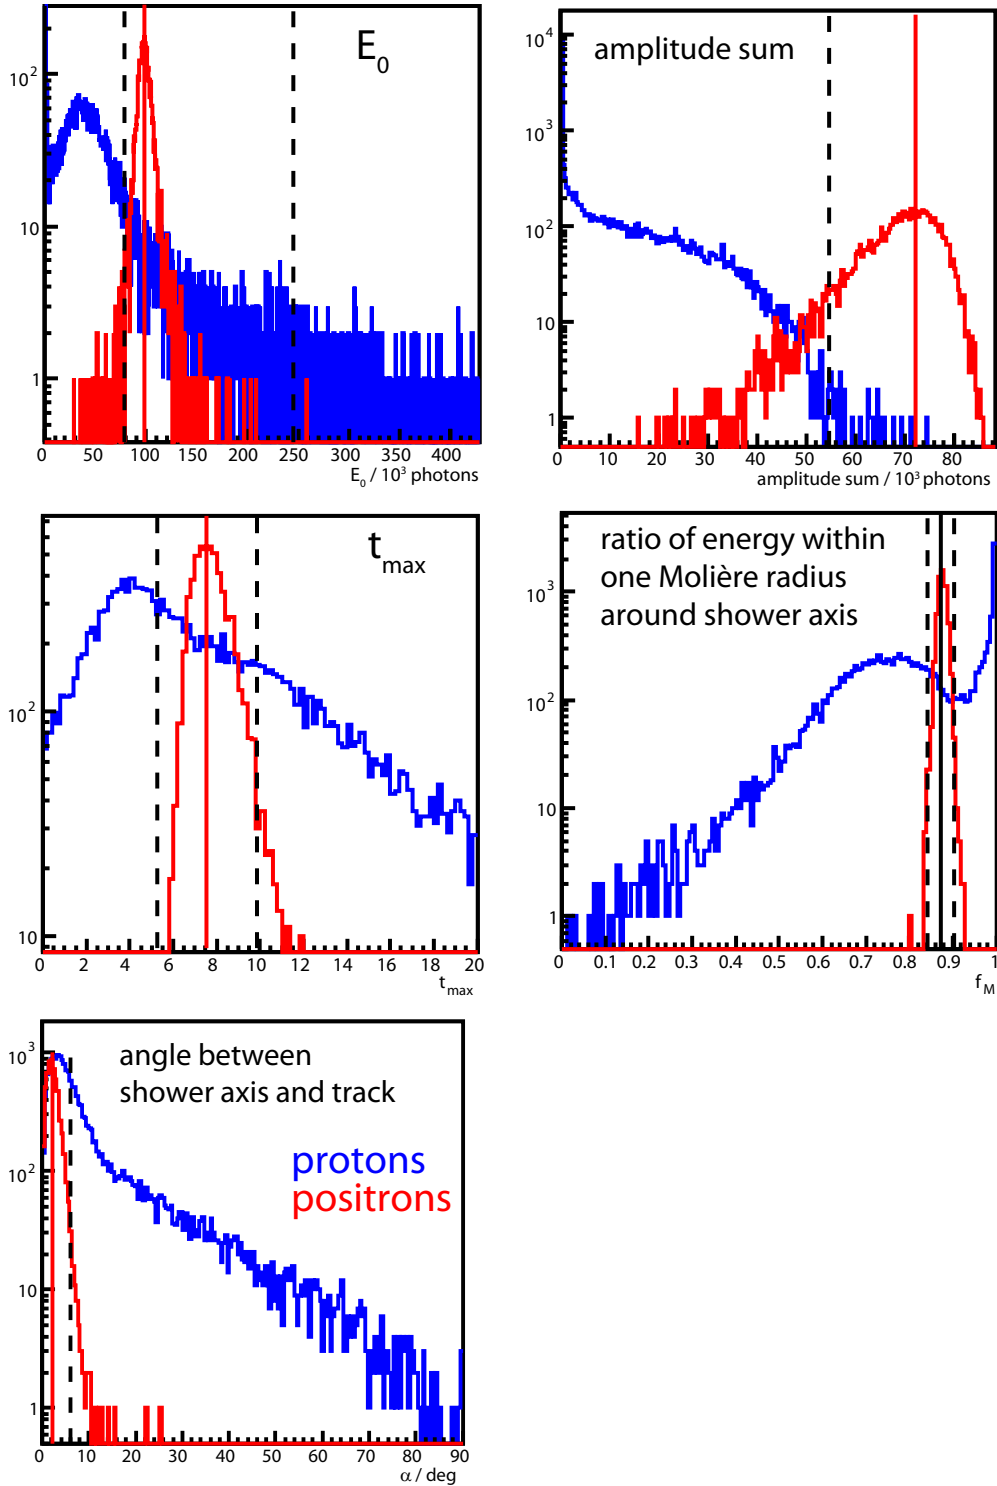 E₀
10²
10
1
0 50 100 150 200 250 300 350 400
E₀ / 10³ photons
amplitude sum
10⁴
10³
10²
10
1
0 10 20 30 40 50 60 70 80
amplitude sum / 10³ photons
t_max
10²
10
0 2 4 6 8 10 12 14 16 18 20
t_max
ratio of energy within
one Molière radius
around shower axis
10³
10²
10
1
0 0.1 0.2 0.3 0.4 0.5 0.6 0.7 0.8 0.9 1
f_M
angle between
shower axis and track
protons
positrons
10³
10²
10
1
0 10 20 30 40 50 60 70 80 90
α / deg